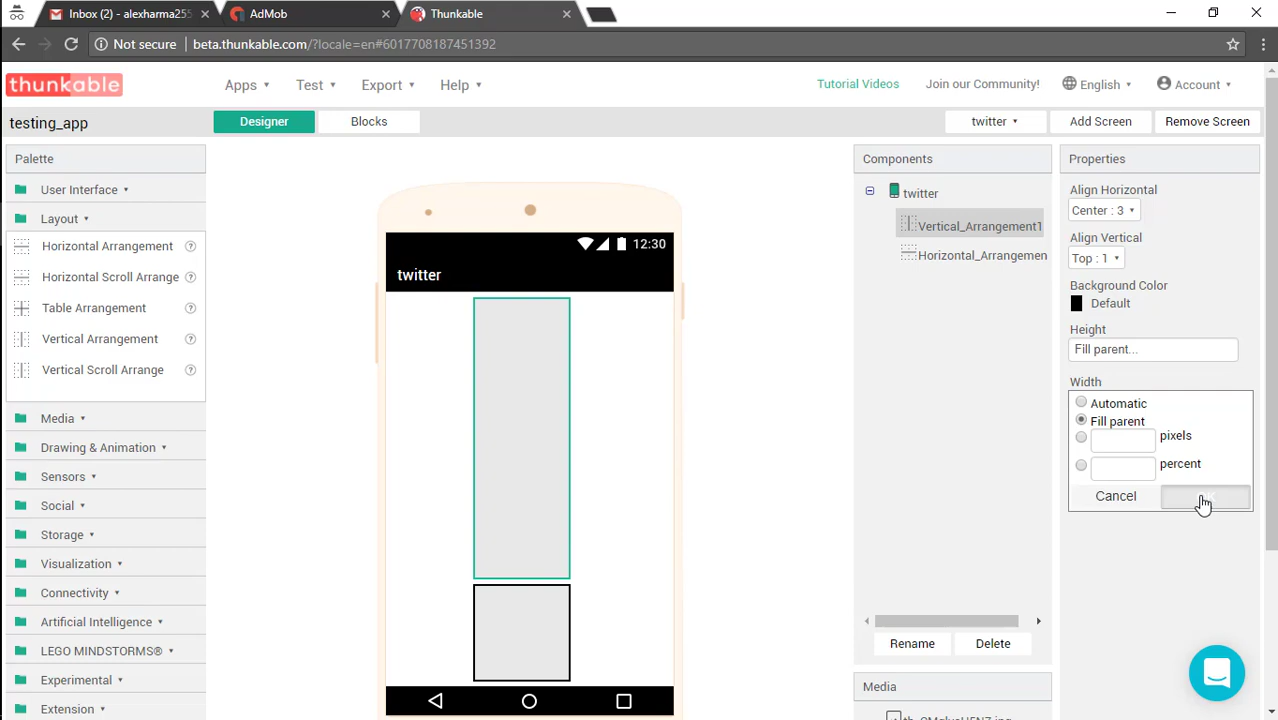 Inbox (2) - alexharma255
AdMob
Thunkable
Not secure
beta.thunkable.com/?locale=en#6017708187451392
thunkable
Apps
Test
Export
Help
Tutorial Videos
Join our Community!
English
Account
testing_app
Designer
Blocks
twitter
Add Screen
Remove Screen
Palette
User Interface
Layout
Horizontal Arrangement
Horizontal Scroll Arrange
Table Arrangement
Vertical Arrangement
Vertical Scroll Arrange
Media
Drawing & Animation
Sensors
Social
Storage
Visualization
Connectivity
Artificial Intelligence
LEGO MINDSTORMS®
Experimental
Extension
12:30
twitter
Components
twitter
Vertical_Arrangement1
Horizontal_Arrangemen
Rename
Delete
Media
Properties
Align Horizontal
Center : 3
Align Vertical
Top : 1
Background Color
Default
Height
Fill parent...
Width
Automatic
Fill parent
pixels
percent
Cancel